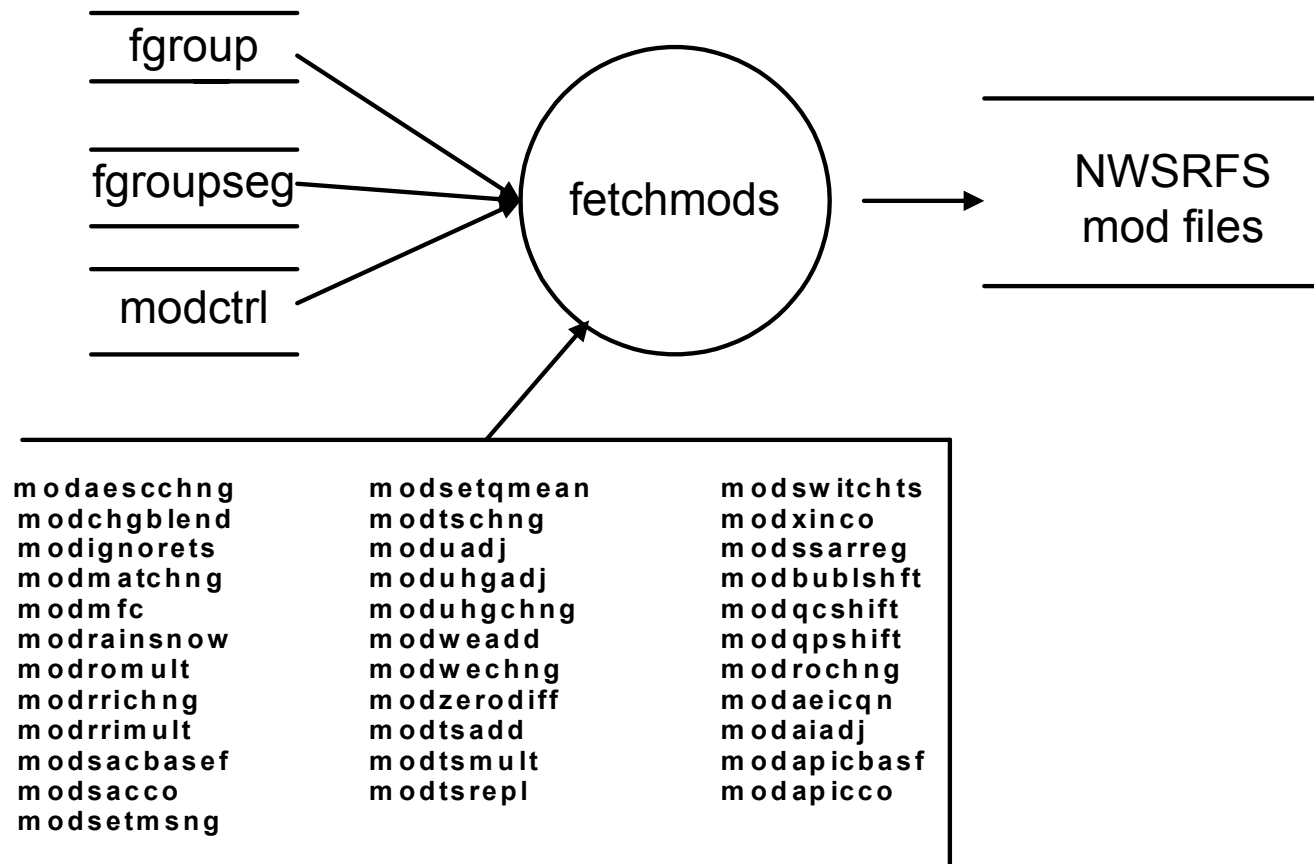 fgroup
fgroupseg
modctrl
fetchmods
NWSRFS
mod files
modaescchng
modchgblend
modignorets
modmatchng
modmfc
modrainsnow
modromult
modrrichng
modrrimult
modsacbasef
modsacco
modsetmsng
modsetqmean
modtschng
moduadj
moduhgadj
moduhgchng
modweadd
modwechng
modzerodiff
modtsadd
modtsmult
modtsrepl
modswitchts
modxinco
modssarreg
modbublshft
modqcshift
modqpshift
modrochng
modaeicqn
modaiadj
modapicbasf
modapicco